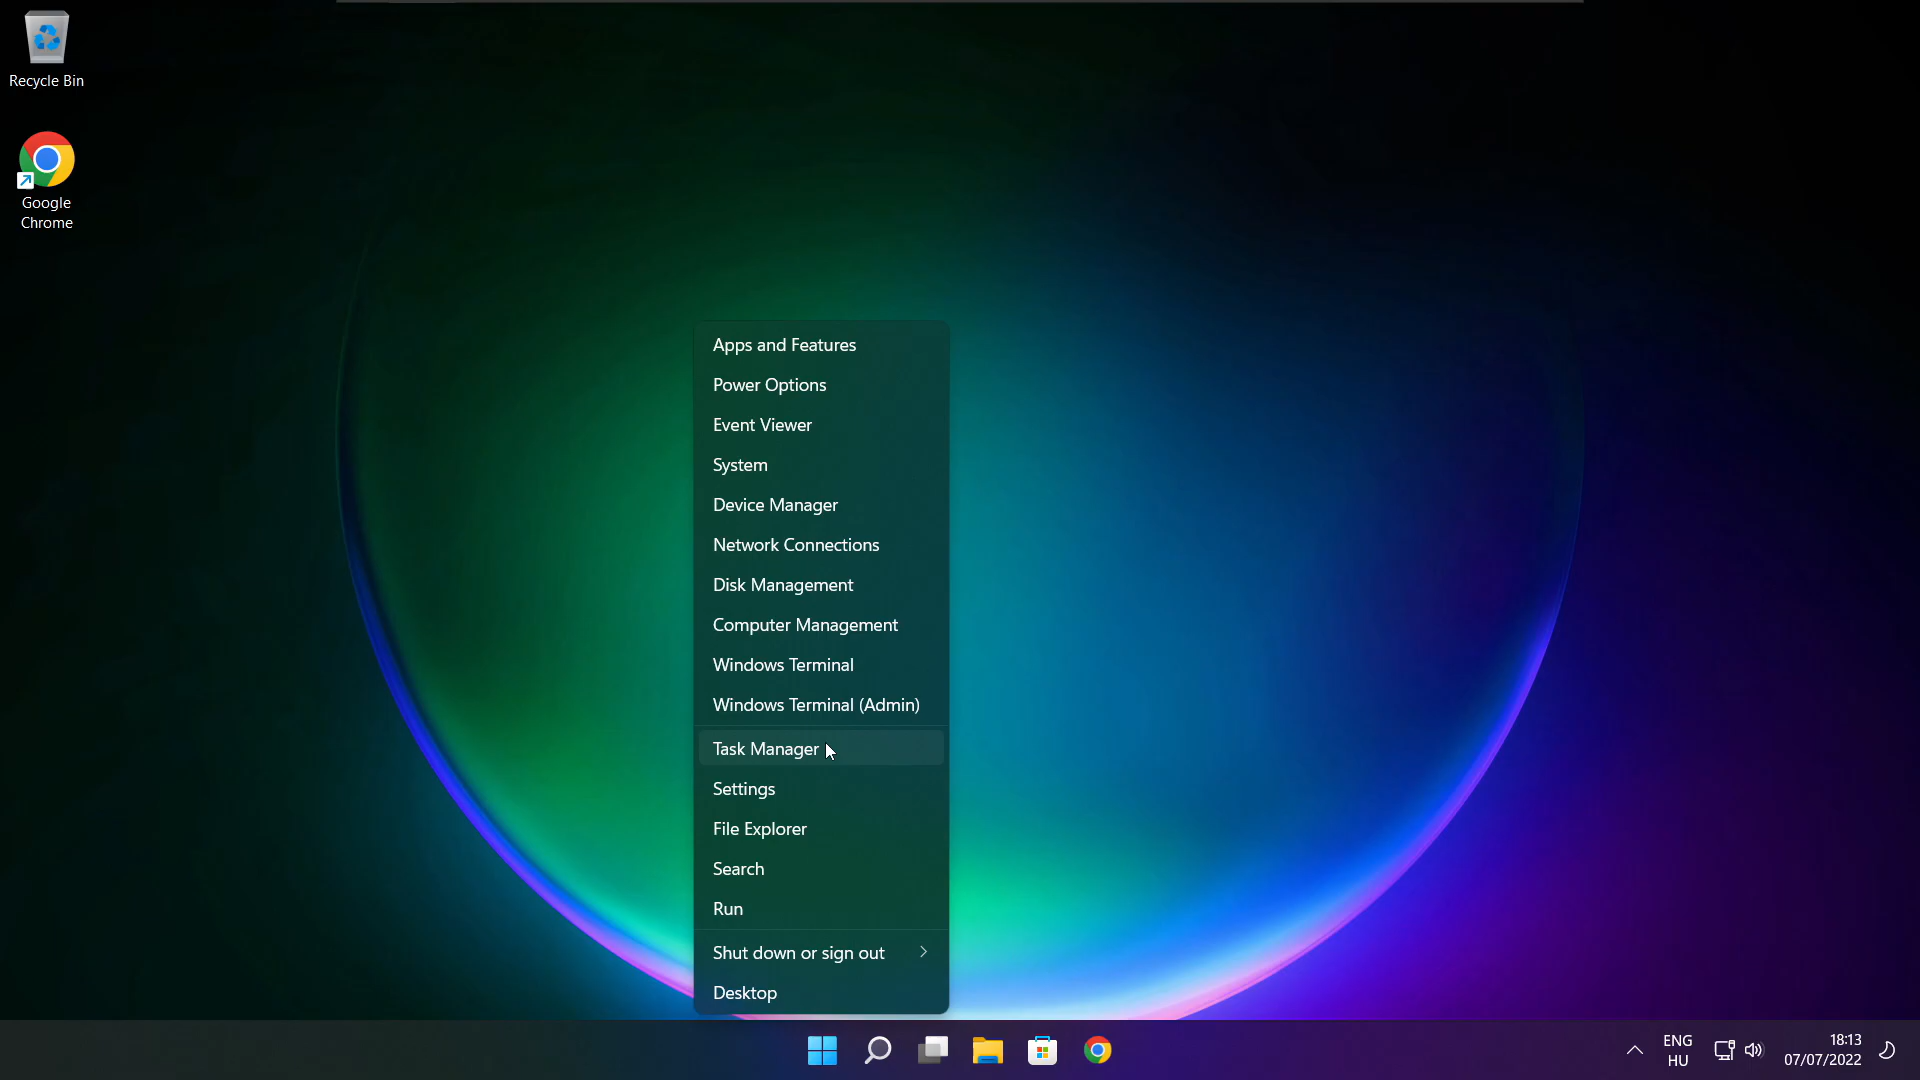 Recycle Bin
Google
Chrome
Apps and Features
Power Options
Event Viewer
System
Device Manager
Network Connections
Disk Management
Computer Management
Windows Terminal
Windows Terminal (Admin)
Task Manager
Settings
File Explorer
Search
Run
Shut down or sign out
Desktop
ENG
HU
18:13
07/07/2022